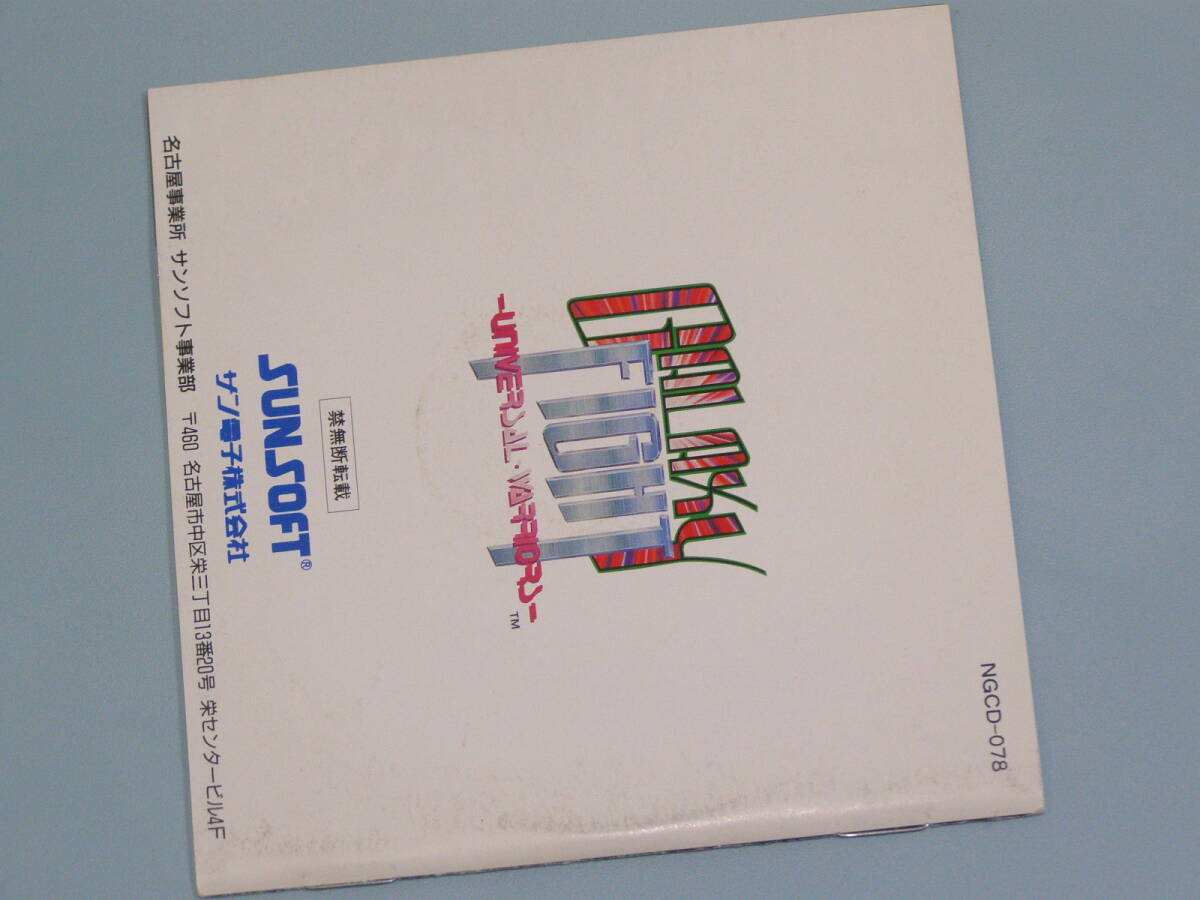 NGCD-078
GALAXY
FIGHT
-UNIVERSAL·WARRIORS-
TM
禁無断転載
SUNSOFT®
サン電子株式会社
名古屋事業所 サンソフト事業部 〒460 名古屋市中区栄三丁目13番20号 栄センタービル4F